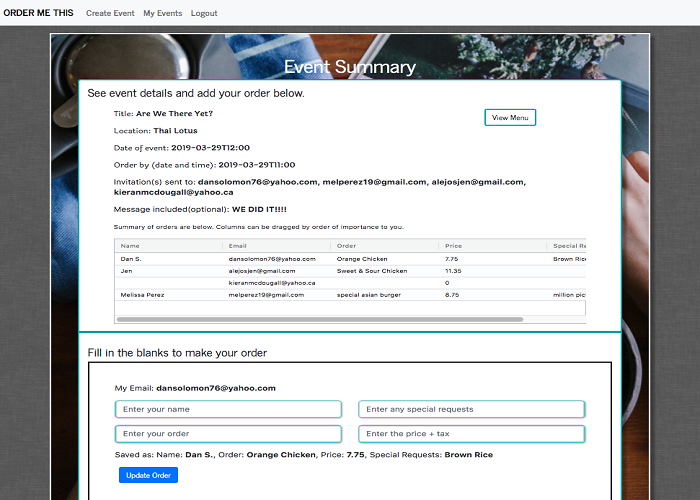 ORDER ME THIS Create Event My Events Logout
Event Summary
See event details and add your order below.
Title: Are We There Yet?
View Menu
Location: Thai Lotus
Date of event: 2019-03-29T12:00
Order by (date and time): 2019-03-29T11:00
Invitation(s) sent to: dansolomon76@yahoo.com, melperez19@gmail.com, alejosjen@gmail.com,
kieranmcdougall@yahoo.ca
Message included(optional): WE DID IT!!!!
Summary of orders are below. Columns can be dragged by order of importance to you.
Name Email Order Price Special Re
Dan S. dansolomon76@yahoo.com Orange Chicken 7.75 Brown Rice
Jen alejosjen@gmail.com Sweet & Sour Chicken 11.35
kieranmcdougall@yahoo.ca 0
Melissa Perez melperez19@gmail.com special asian burger 8.75 million pic
Fill in the blanks to make your order
My Email: dansolomon76@yahoo.com
Enter your name Enter any special requests
Enter your order Enter the price + tax
Saved as: Name: Dan S., Order: Orange Chicken, Price: 7.75, Special Requests: Brown Rice
Update Order